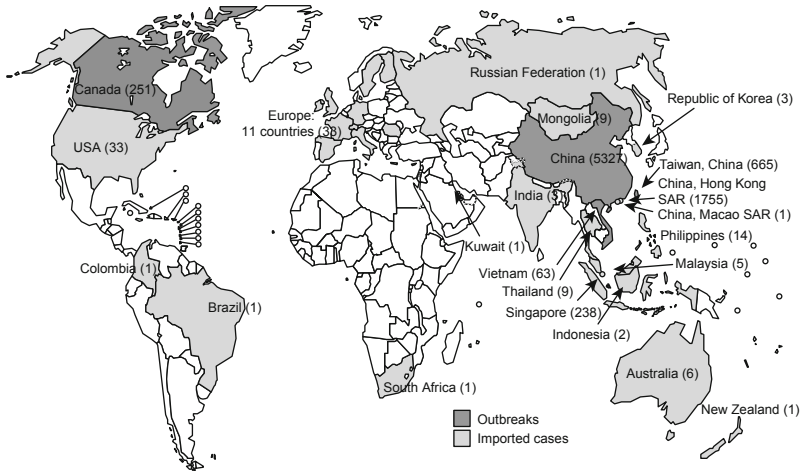 Canada (251)
Russian Federation (1)
Republic of Korea (3)
Europe:
11 countries
Mongolia (9)
USA (33)
China (5327)
Taiwan, China (665)
China, Hong Kong
SAR (1755)
China, Macao SAR (1)
India (3)
Philippines (14)
Kuwait (1)
Malaysia (5)
Colombia (1)
Vietnam (63)
Thailand (9)
Singapore (238)
Indonesia (2)
Brazil (1)
Australia (6)
South Africa (1)
New Zealand (1)
Outbreaks
Imported cases